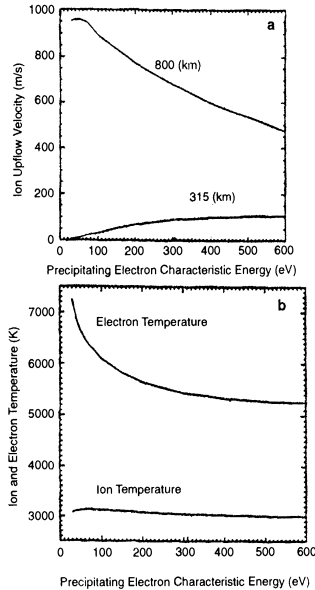 a
1000
800
600
400
200
0
Ion Upflow Velocity (m/s)
800 (km)
315 (km)
0 100 200 300 400 500 600
Precipitating Electron Characteristic Energy (eV)
b
7000
6000
5000
4000
3000
Ion and Electron Temperature (K)
Electron Temperature
Ion Temperature
0 100 200 300 400 500 600
Precipitating Electron Characteristic Energy (eV)